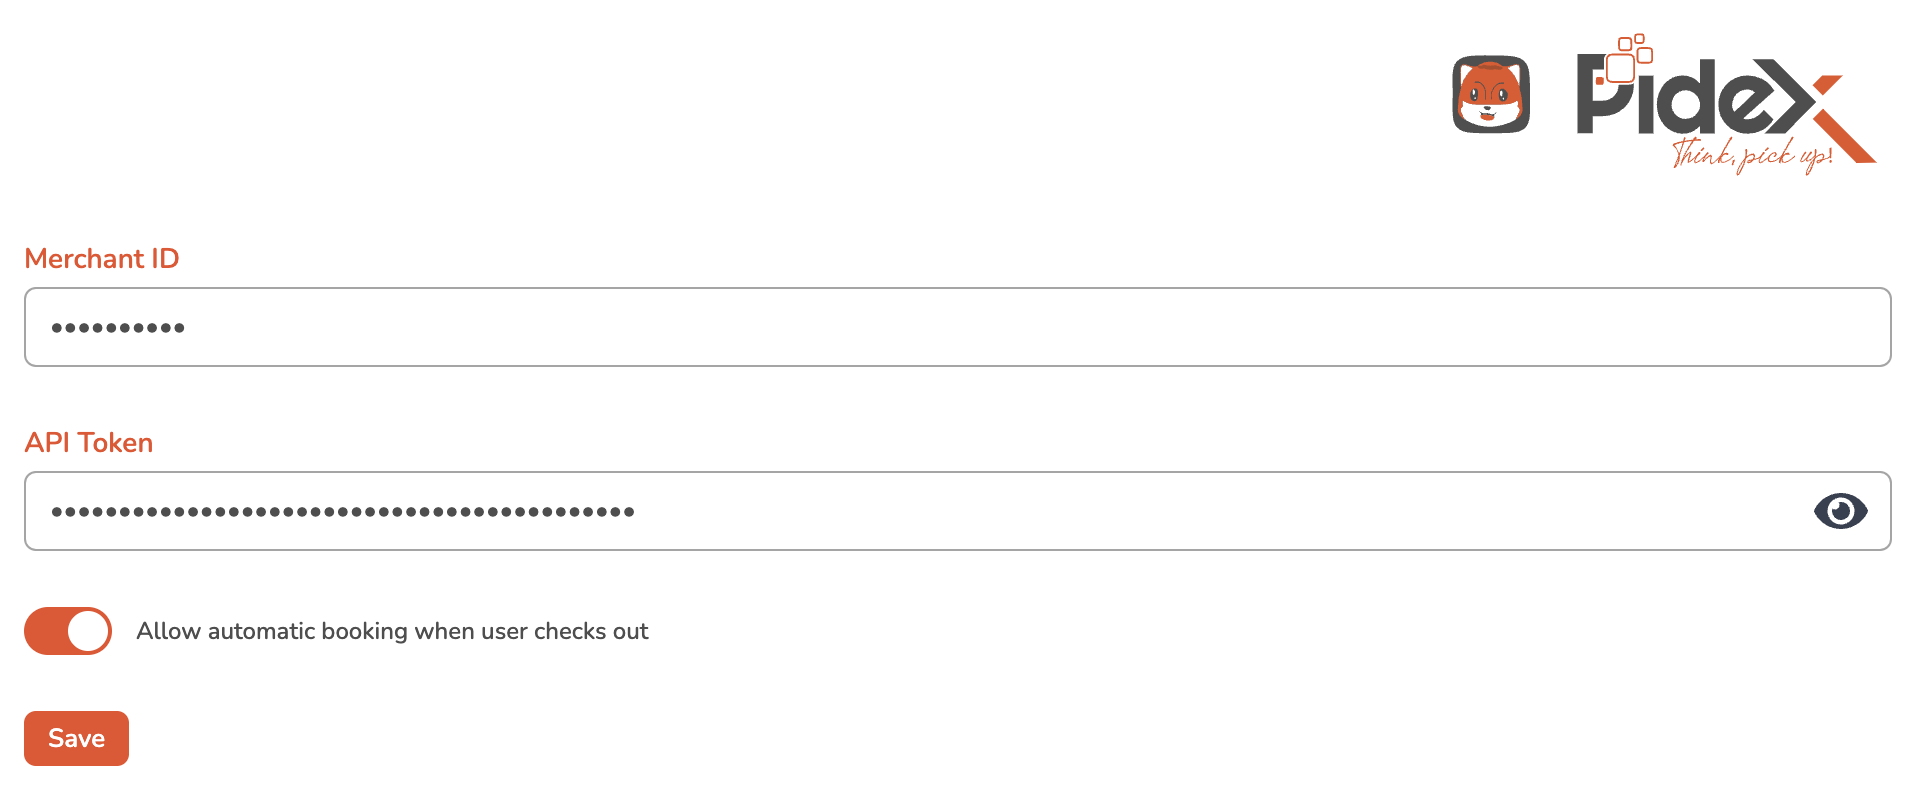 Pidex
Think, pick up!
Merchant ID
••••••••••
API Token
•••••••••••••••••••••••••••••••••••••••••••
Allow automatic booking when user checks out
Save